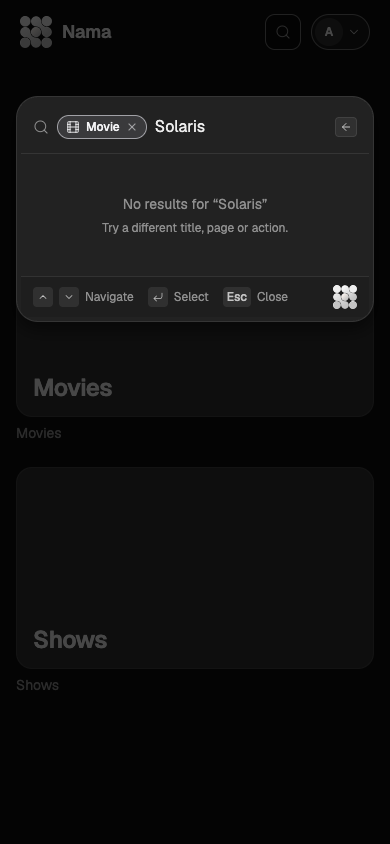 Nama
A
Movie
Solaris
No results for “Solaris”
Try a different title, page or action.
Navigate
Select
Esc
Close
Movies
Movies
Shows
Shows